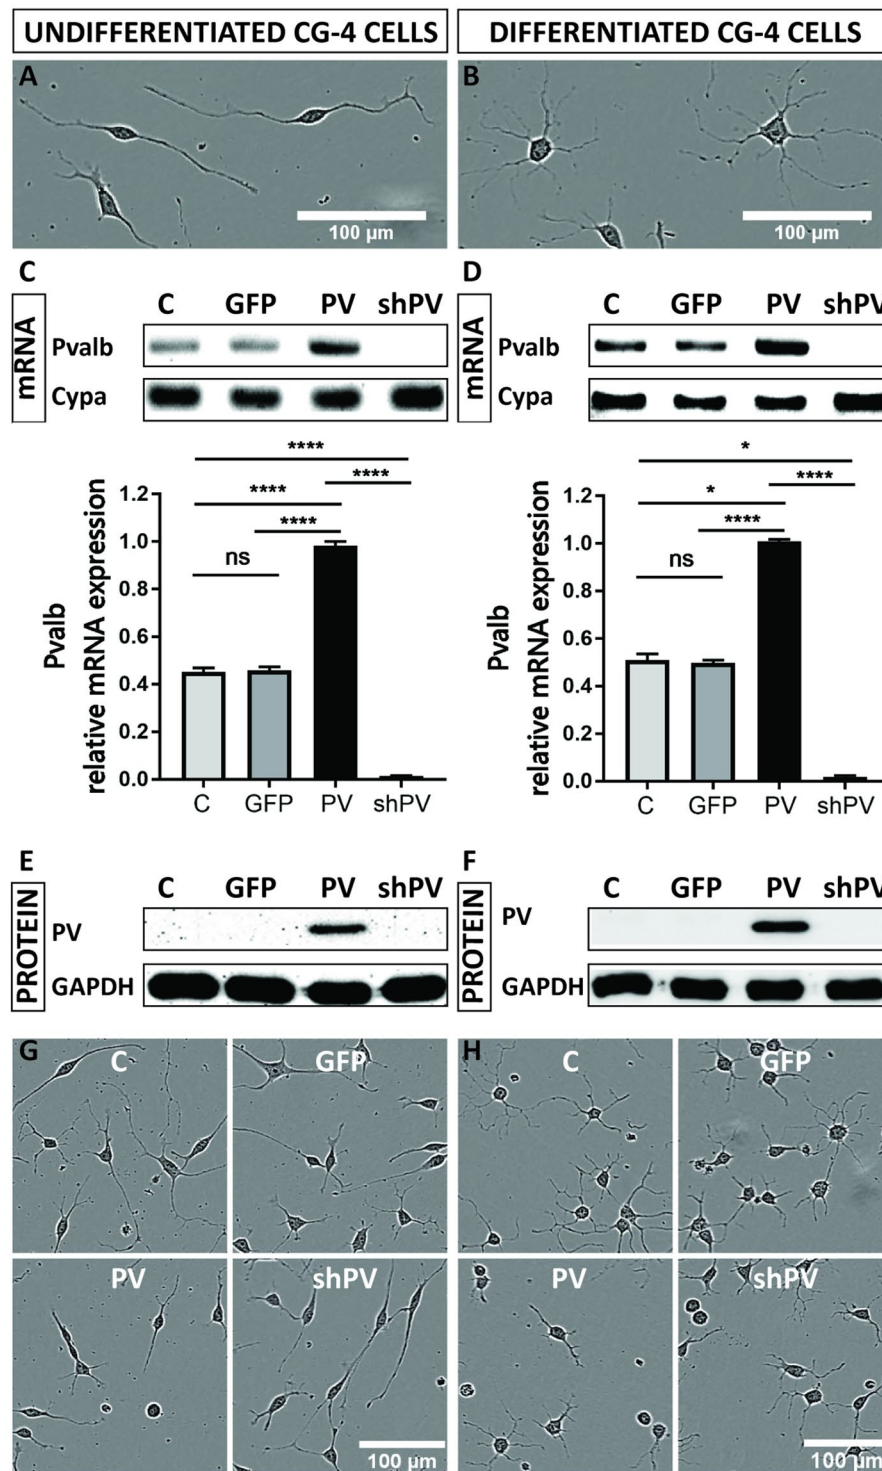 UNDIFFERENTIATED CG-4 CELLS
DIFFERENTIATED CG-4 CELLS
A
100 µm
B
100 µm
C
mRNA
C GFP PV shPV
Pvalb
Cypa
****
****
****
****
ns
Pvalb
relative mRNA expression
1.2
1.0
0.8
0.6
0.4
0.2
0.0
C GFP PV shPV
D
mRNA
C GFP PV shPV
Pvalb
Cypa
*
****
*
****
ns
Pvalb
relative mRNA expression
1.2
1.0
0.8
0.6
0.4
0.2
0.0
C GFP PV shPV
E
PROTEIN
C GFP PV shPV
PV
GAPDH
F
PROTEIN
C GFP PV shPV
PV
GAPDH
G
C
GFP
PV
shPV
100 µm
H
C
GFP
PV
shPV
100 µm